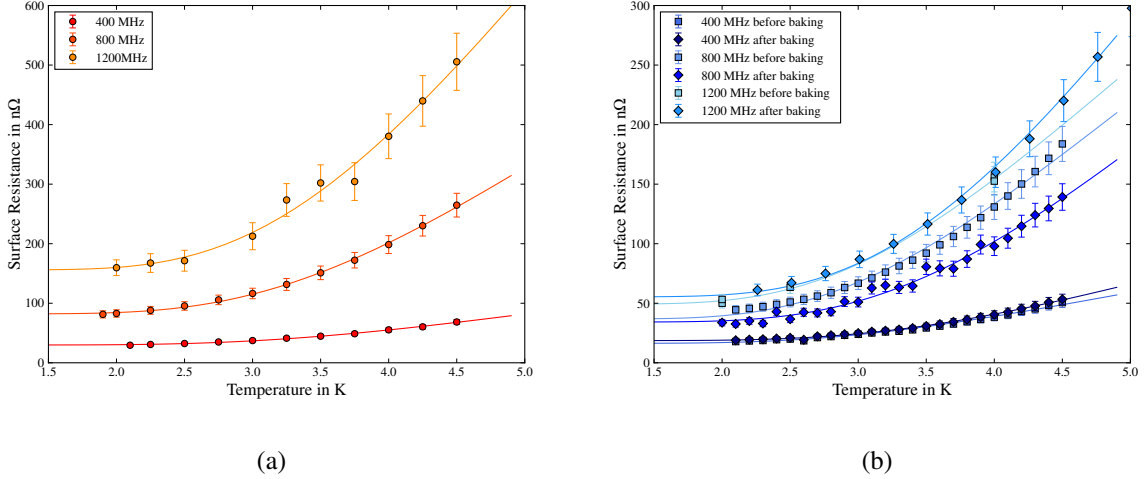 600
500
400
300
200
100
0
Surface Resistance in nΩ
400 MHz
800 MHz
1200MHz
1.5 2.0 2.5 3.0 3.5 4.0 4.5 5.0
Temperature in K
(a)
300
250
200
150
100
50
0
Surface Resistance in nΩ
400 MHz before baking
400 MHz after baking
800 MHz before baking
800 MHz after baking
1200 MHz before baking
1200 MHz after baking
1.5 2.0 2.5 3.0 3.5 4.0 4.5 5.0
Temperature in K
(b)